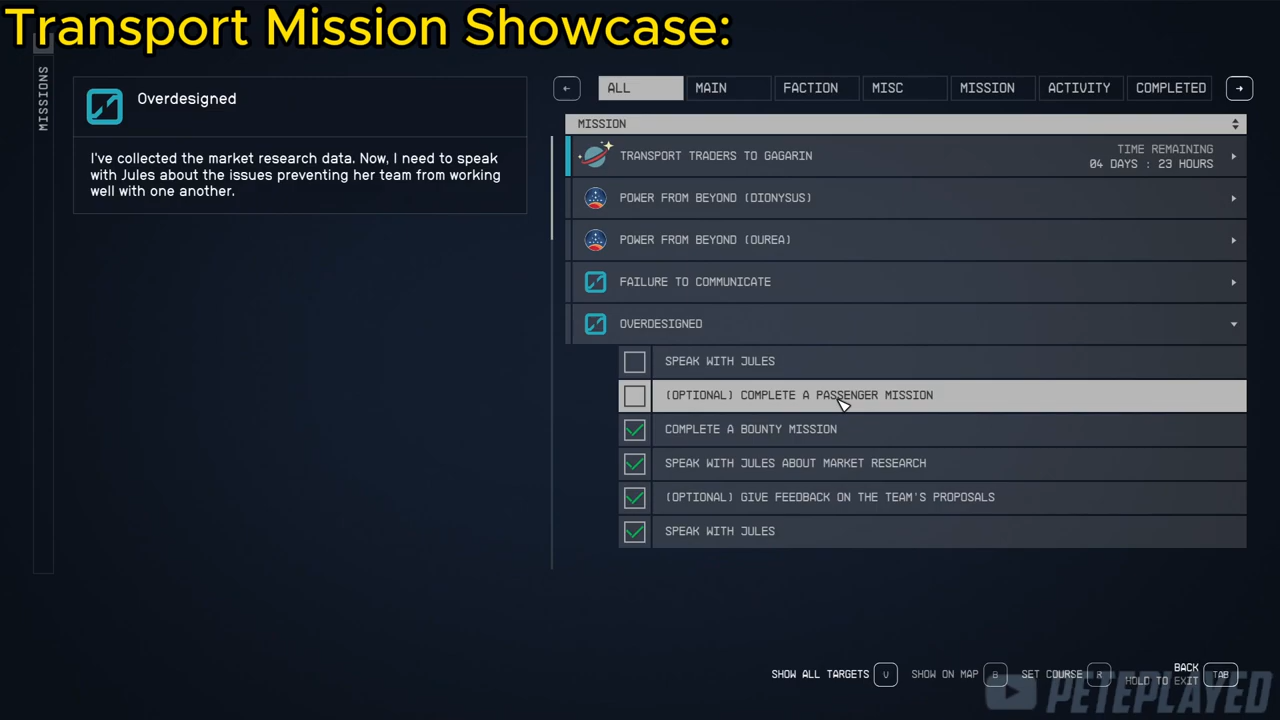 Transport Mission Showcase:
MISSIONS
Overdesigned
I've collected the market research data. Now, I need to speak
with Jules about the issues preventing her team from working
well with one another.
ALL
MAIN
FACTION
MISC
MISSION
ACTIVITY
COMPLETED
MISSION
TRANSPORT TRADERS TO GAGARIN
TIME REMAINING
04 DAYS : 23 HOURS
POWER FROM BEYOND (DIONYSUS)
POWER FROM BEYOND (OUREA)
FAILURE TO COMMUNICATE
OVERDESIGNED
SPEAK WITH JULES
(OPTIONAL) COMPLETE A PASSENGER MISSION
COMPLETE A BOUNTY MISSION
SPEAK WITH JULES ABOUT MARKET RESEARCH
(OPTIONAL) GIVE FEEDBACK ON THE TEAM'S PROPOSALS
SPEAK WITH JULES
SHOW ALL TARGETS V
SHOW ON MAP B
SET COURSE R
BACK
HOLD TO EXIT
TAB
PETEPLAYED